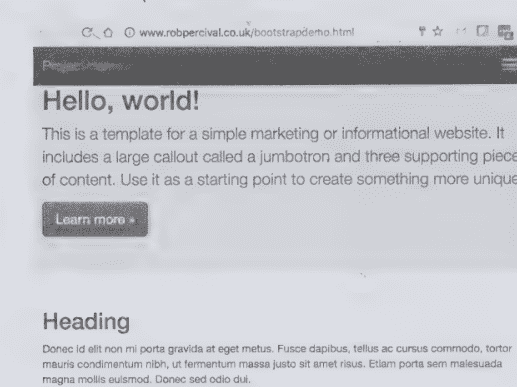 www.robpercival.co.uk/bootstrapdemo.html
Project name
Hello, world!
This is a template for a simple marketing or informational website. It
includes a large callout called a jumbotron and three supporting piece
of content. Use it as a starting point to create something more unique
Learn more »
Heading
Donec id elit non mi porta gravida at eget metus. Fusce dapibus, tellus ac cursus commodo, tortor
mauris condimentum nibh, ut fermentum massa justo sit amet risus. Etiam porta sem malesuada
magna mollis euismod. Donec sed odio dui.